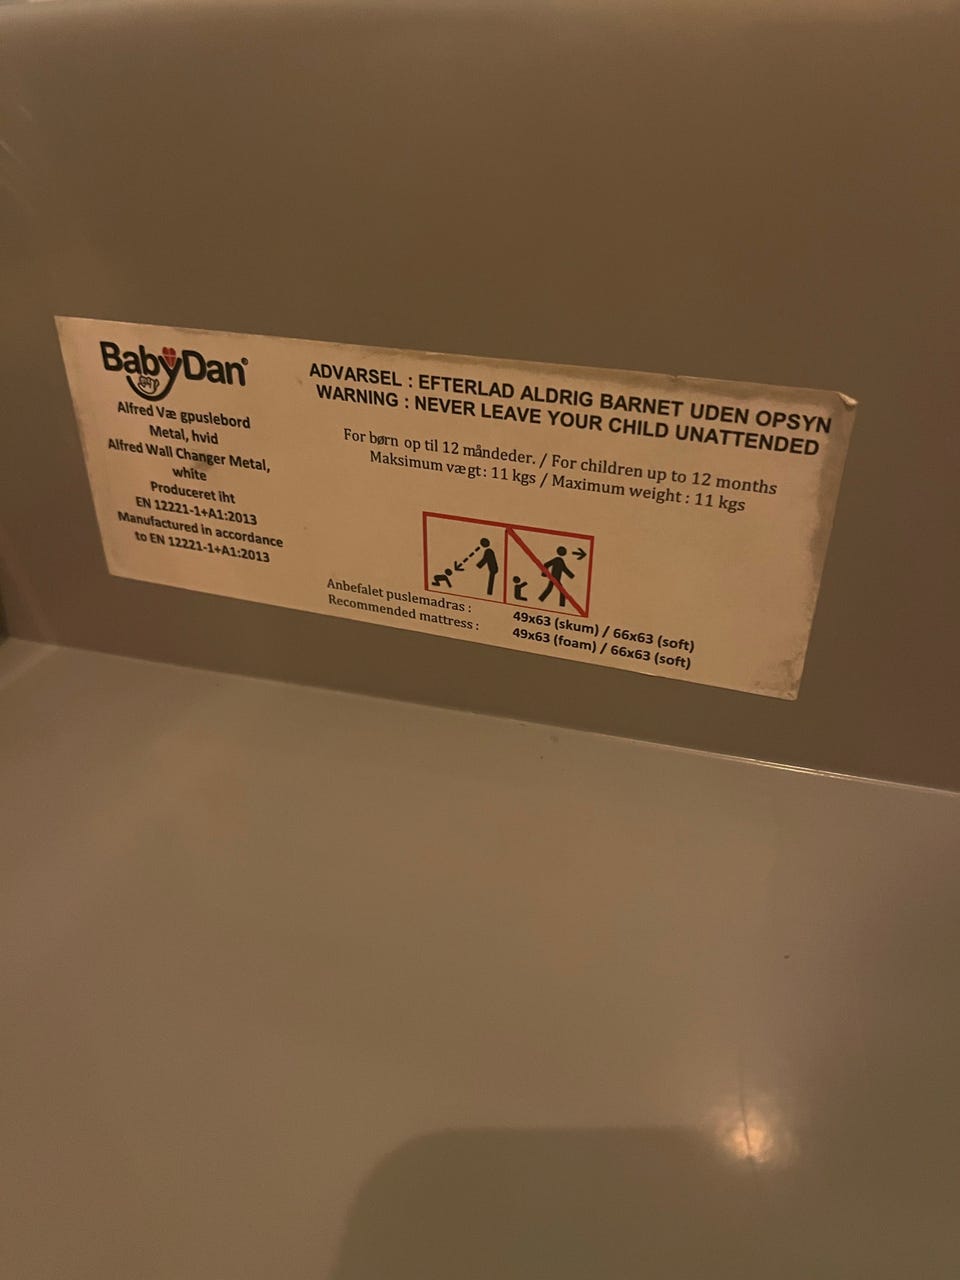 BabyDan®
Alfred Væ gpuslebord
Metal, hvid
Alfred Wall Changer Metal,
white
Produceret iht
EN 12221-1+A1:2013
Manufactured in accordance
to EN 12221-1+A1:2013
ADVARSEL : EFTERLAD ALDRIG BARNET UDEN OPSYN
WARNING : NEVER LEAVE YOUR CHILD UNATTENDED
For børn op til 12 måndeder. / For children up to 12 months
Maksimum vægt : 11 kgs / Maximum weight : 11 kgs
Anbefalet puslemadras : 49x63 (skum) / 66x63 (soft)
Recommended mattress : 49x63 (foam) / 66x63 (soft)